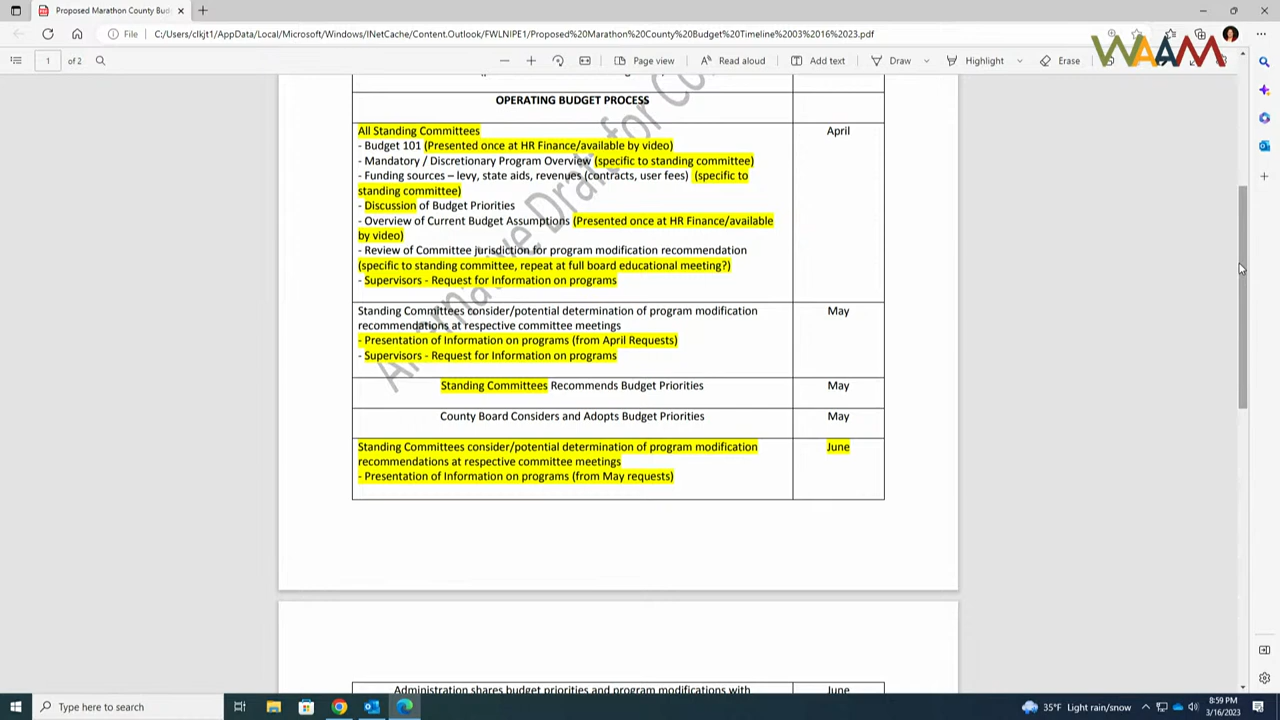 Proposed Marathon County Bud
File
C:/Users/clkjt1/AppData/Local/Microsoft/Windows/INetCache/Content.Outlook/FWLNIPE1/Proposed%20Marathon%20County%20Budget%20Timeline%2003%2016%2023.pdf
WAAM
1 of 2
Page view
Read aloud
Add text
Draw
Highlight
Erase
OPERATING BUDGET PROCESS
All Standing Committees
April
- Budget 101 (Presented once at HR Finance/available by video)
- Mandatory / Discretionary Program Overview (specific to standing committee)
- Funding sources – levy, state aids, revenues (contracts, user fees) (specific to
standing committee)
- Discussion of Budget Priorities
- Overview of Current Budget Assumptions (Presented once at HR Finance/available
by video)
- Review of Committee jurisdiction for program modification recommendation
(specific to standing committee, repeat at full board educational meeting?)
- Supervisors - Request for Information on programs
Standing Committees consider/potential determination of program modification
May
recommendations at respective committee meetings
- Presentation of Information on programs (from April Requests)
- Supervisors - Request for Information on programs
Standing Committees Recommends Budget Priorities
May
County Board Considers and Adopts Budget Priorities
May
Standing Committees consider/potential determination of program modification
June
recommendations at respective committee meetings
- Presentation of Information on programs (from May requests)
Administration shares budget priorities and program modifications with
June
Type here to search
35°F Light rain/snow
8:59 PM
3/16/2023